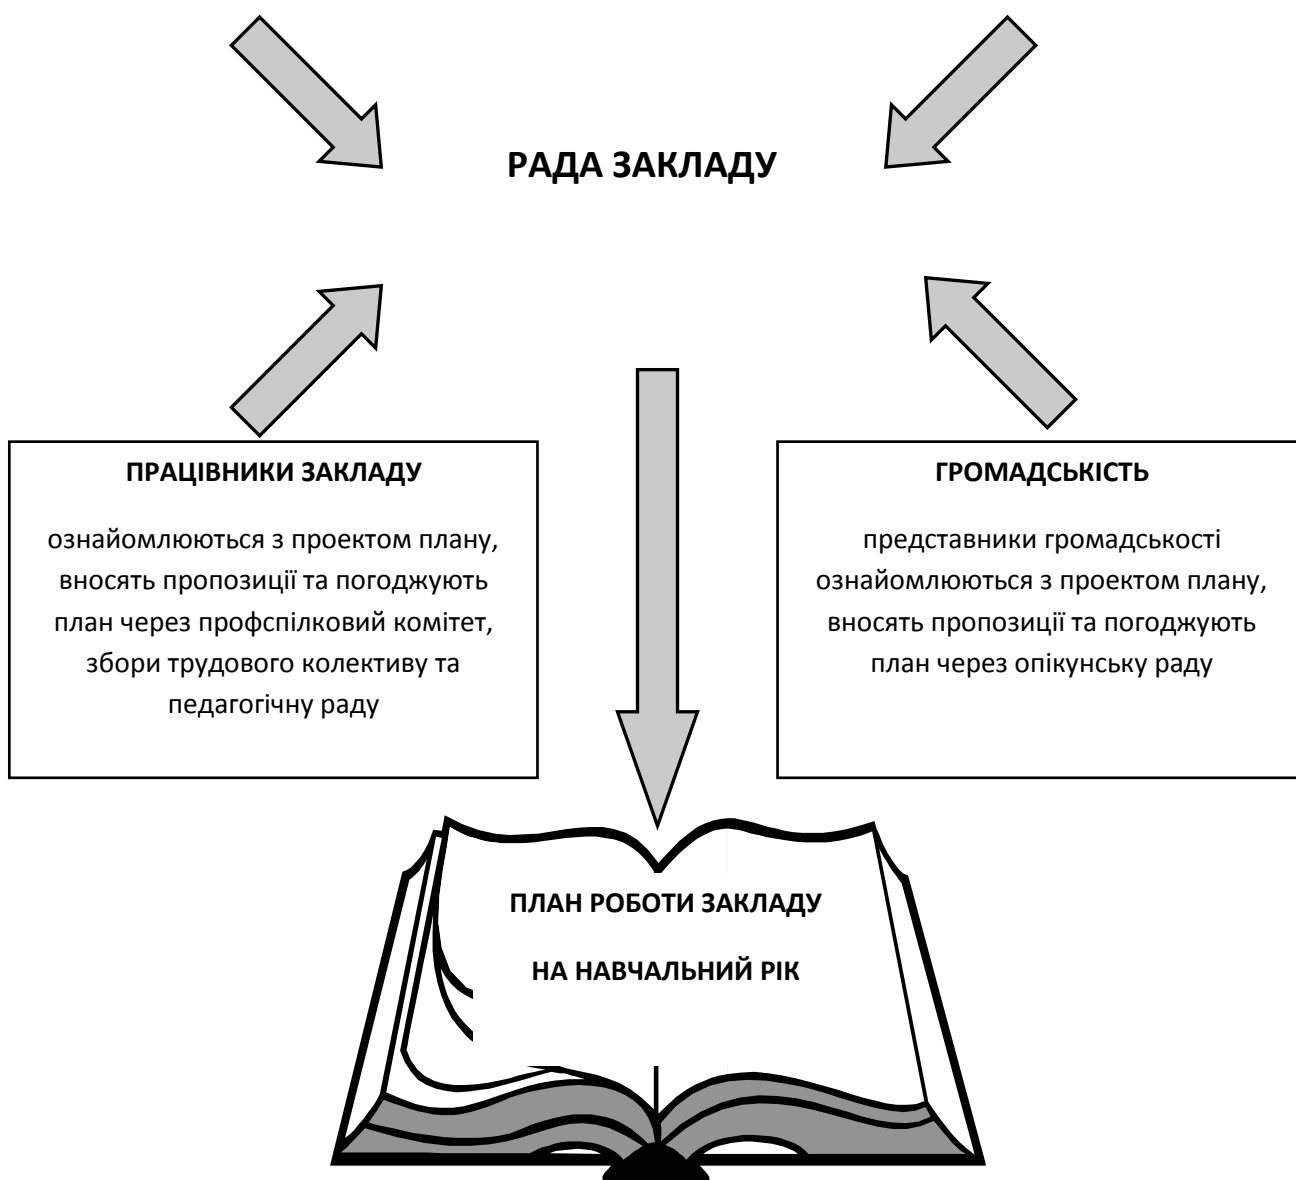 РАДА ЗАКЛАДУ
ПРАЦІВНИКИ ЗАКЛАДУ
ознайомлюються з проектом плану,
вносять пропозиції та погоджують
план через профспілковий комітет,
збори трудового колективу та
педагогічну раду
ГРОМАДСЬКІСТЬ
представники громадськості
ознайомлюються з проектом плану,
вносять пропозиції та погоджують
план через опікунську раду
ПЛАН РОБОТИ ЗАКЛАДУ
НА НАВЧАЛЬНИЙ РІК